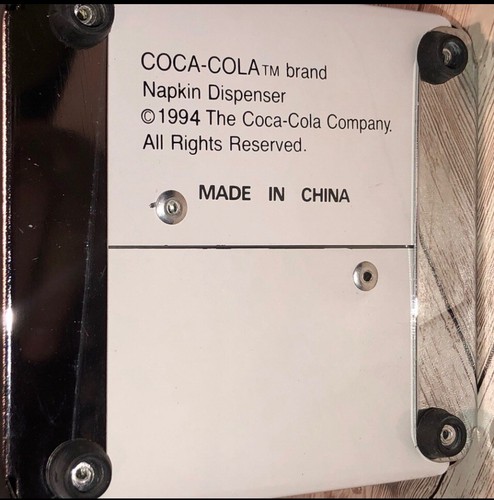 COCA-COLA™ brand
Napkin Dispenser
©1994 The Coca-Cola Company.
All Rights Reserved.
MADE IN CHINA